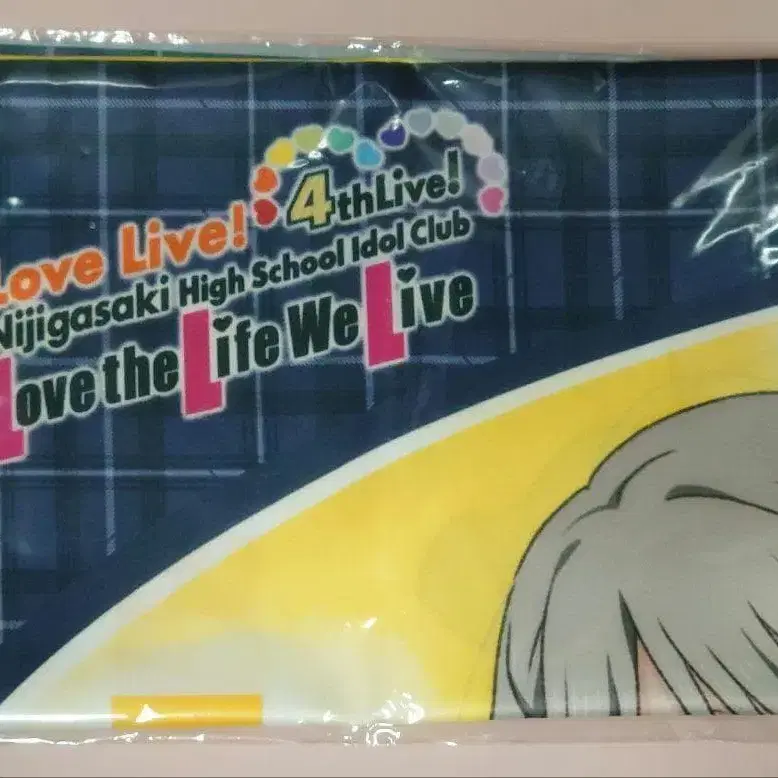 Love Live!
4thLive!
Nijigasaki High School Idol Club
Love the Life We Live